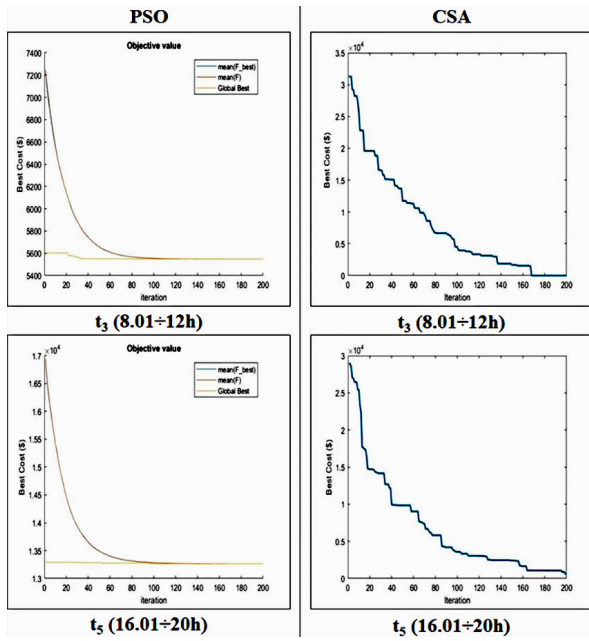 PSO
CSA
Objective value
mean(F_best)
mean(F)
Global Best
Best Cost ($)
7400
7200
7000
6800
6600
6400
6200
6000
5800
5600
5400
0 20 40 60 80 100 120 140 160 180 200
iteration
t₃ (8.01÷12h)
×10⁴
Best Cost ($)
3.5
3
2.5
2
1.5
1
0.5
0
0 20 40 60 80 100 120 140 160 180 200
Iteration
t₃ (8.01÷12h)
Objective value
×10⁴
mean(F_best)
mean(F)
Global Best
Best Cost ($)
1.7
1.65
1.6
1.55
1.5
1.45
1.4
1.35
1.3
0 20 40 60 80 100 120 140 160 180 200
iteration
t₅ (16.01÷20h)
×10⁴
Best Cost ($)
3
2.5
2
1.5
1
0.5
0
0 20 40 60 80 100 120 140 160 180 200
Iteration
t₅ (16.01÷20h)